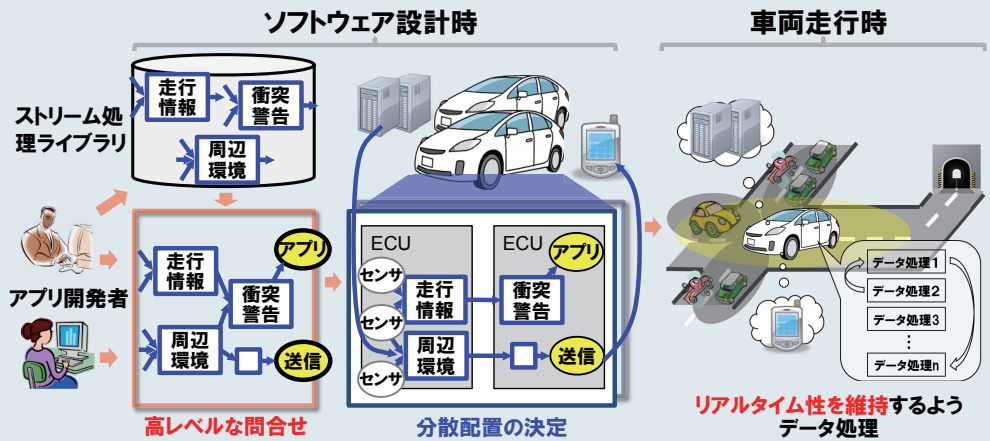 ソフトウェア設計時
車両走行時
ストリーム処
理ライブラリ
走行
情報
衝突
警告
周辺
環境
アプリ開発者
走行
情報
衝突
警告
アプリ
周辺
環境
送信
高レベルな問合せ
ECU
センサ
センサ
センサ
走行
情報
周辺
環境
ECU
アプリ
衝突
警告
送信
分散配置の決定
データ処理1
データ処理2
データ処理3
⋮
データ処理n
リアルタイム性を維持するよう
データ処理